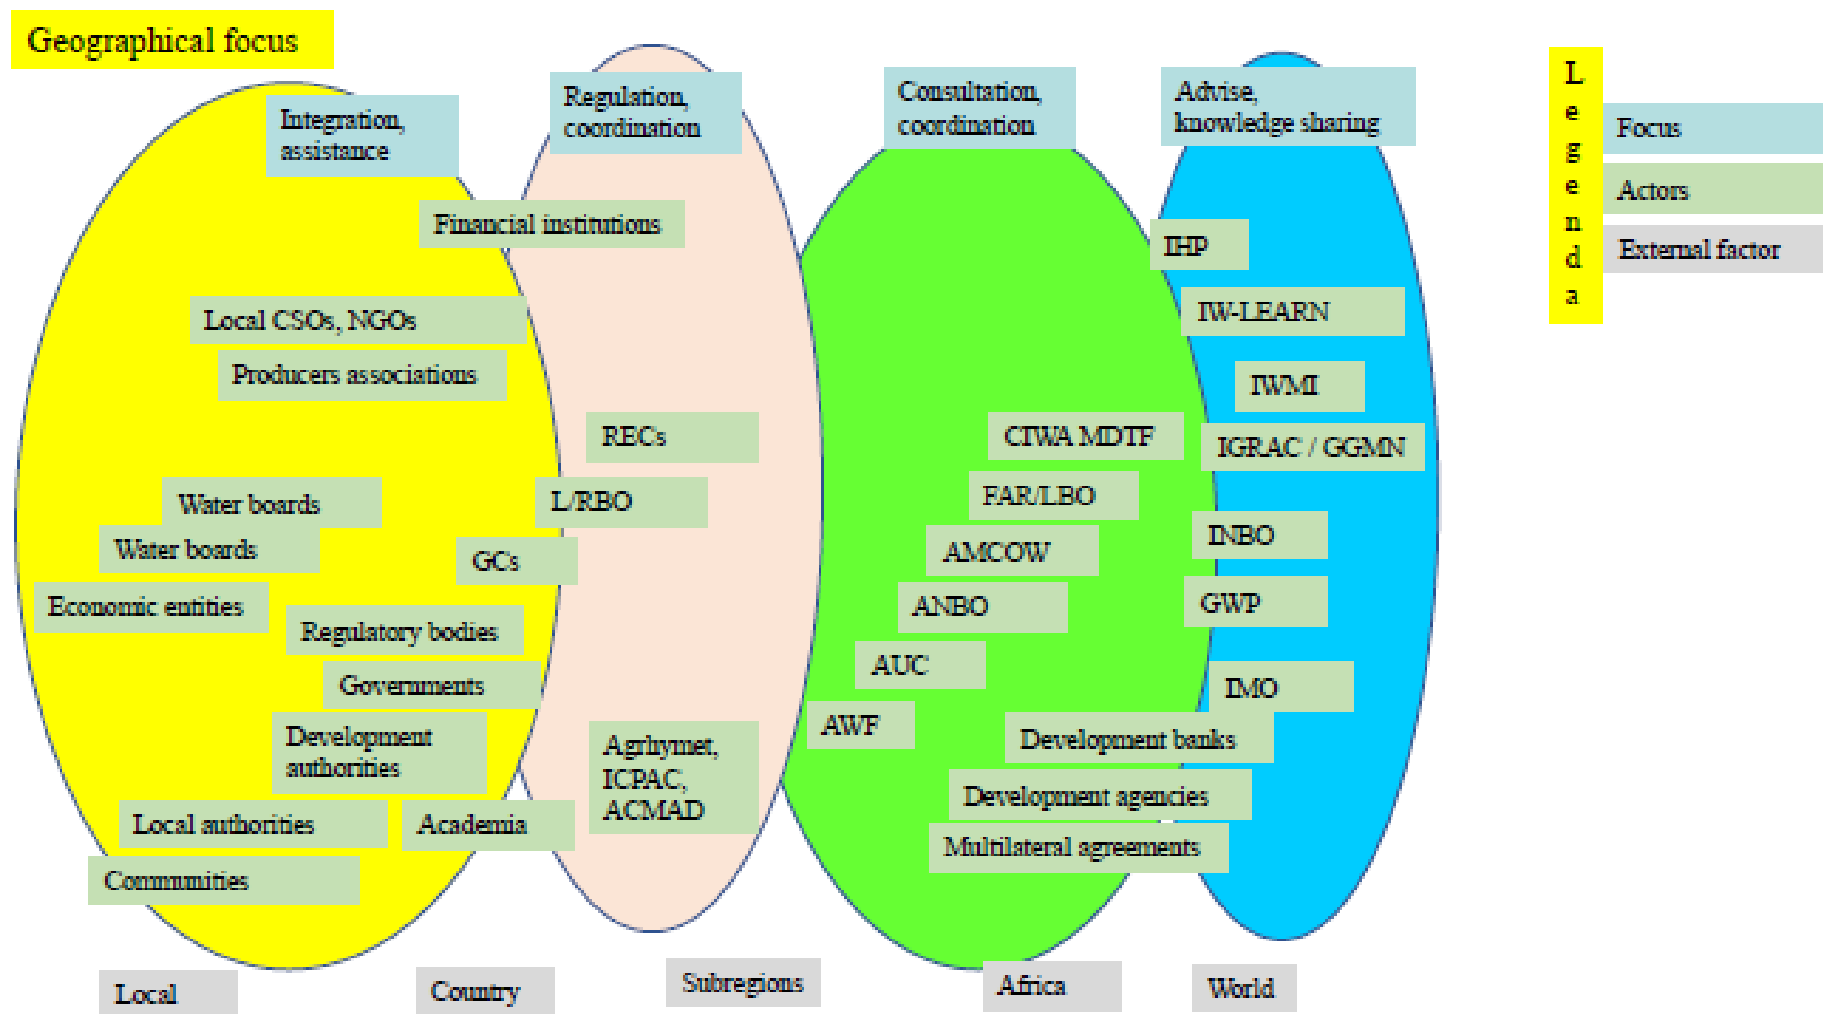 Geographical focus
Integration,
assistance
Regulation,
coordination
Consultation,
coordination
Advise,
knowledge sharing
Legenda
Focus
Actors
External factor
Financial institutions
Local CSOs, NGOs
Producers associations
Water boards
Water boards
Economic entities
Regulatory bodies
Governments
Development
authorities
Local authorities
Academia
Communities
RECs
L/RBO
GCs
Agrhymet,
ICPAC,
ACMAD
CIWA MDTF
FAR/LBO
AMCOW
ANBO
AUC
AWF
Development banks
Development agencies
Multilateral agreements
IHP
IW-LEARN
IWMI
IGRAC / GGMN
INBO
GWP
IMO
Local
Country
Subregions
Africa
World